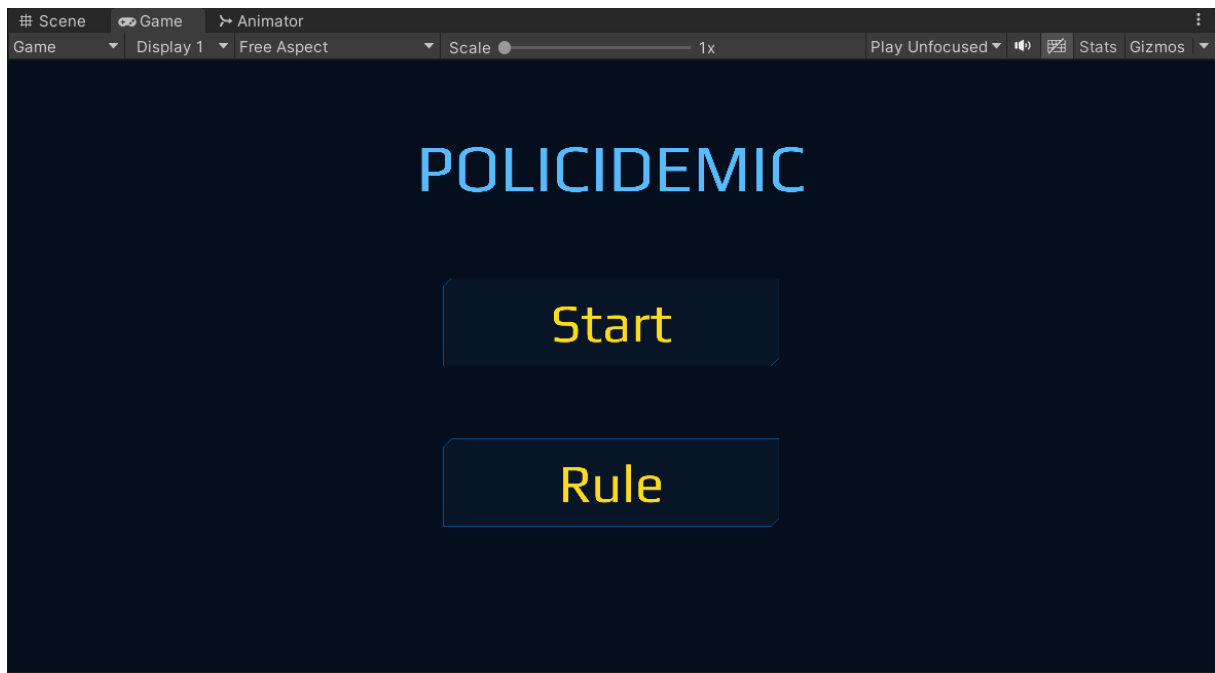 Scene Game Animator
Game Display 1 Free Aspect Scale 1x Play Unfocused Stats Gizmos
POLICIDEMIC
Start
Rule